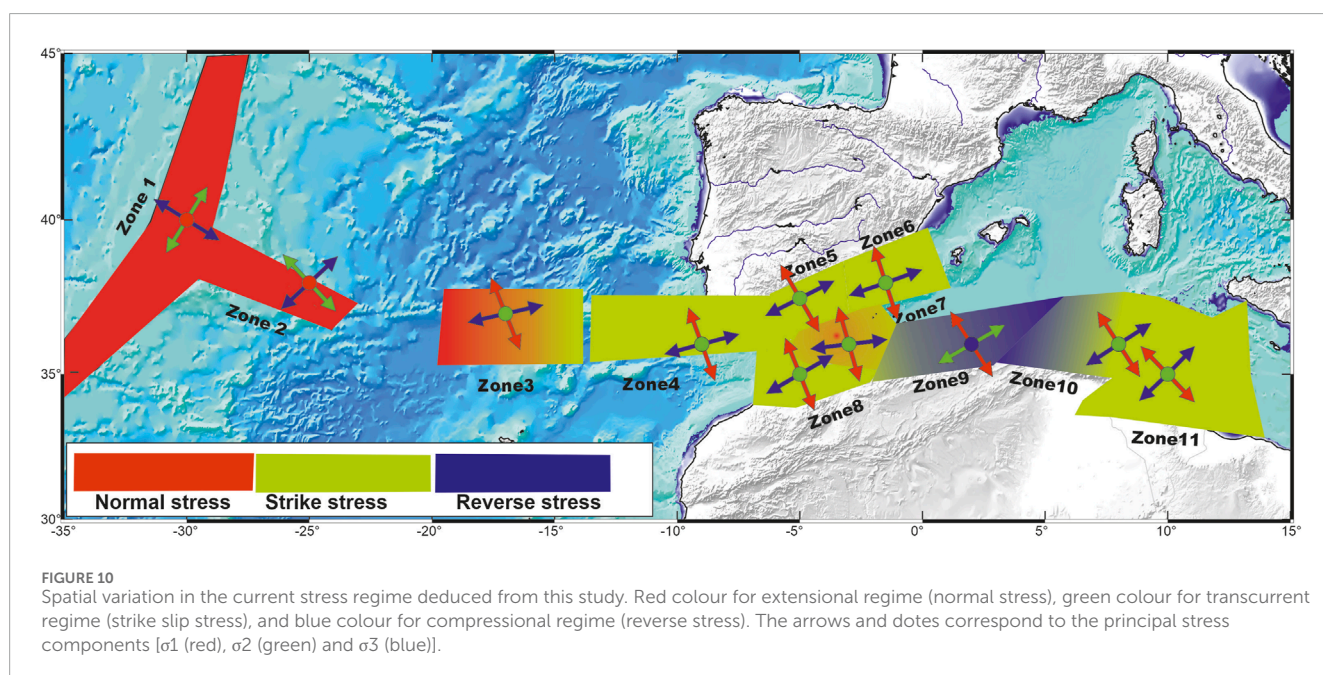 45°
40°
35°
30°
-35°
-30°
-25°
-20°
-15°
-10°
-5°
0°
5°
10°
15°
Zone 1
Zone 2
Zone3
Zone4
Zone5
Zone6
Zone7
Zone8
Zone9
Zone10
Zone11
Normal stress
Strike stress
Reverse stress
FIGURE 10
Spatial variation in the current stress regime deduced from this study. Red colour for extensional regime (normal stress), green colour for transcurrent
regime (strike slip stress), and blue colour for compressional regime (reverse stress). The arrows and dotes correspond to the principal stress
components [σ1 (red), σ2 (green) and σ3 (blue)].